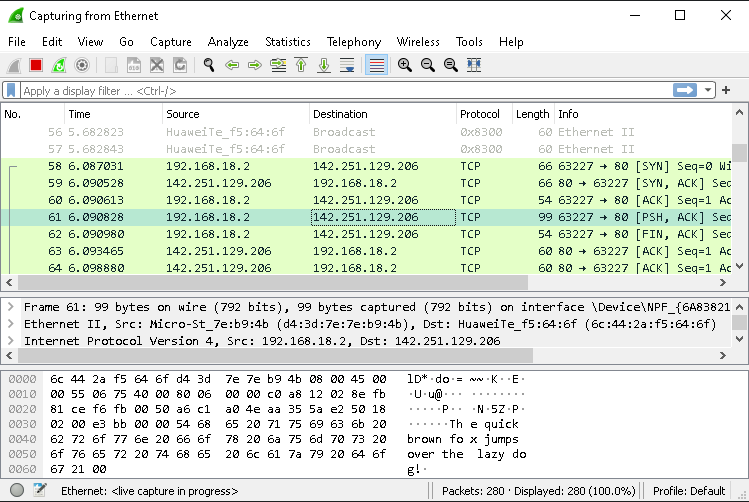 Capturing from Ethernet
File Edit View Go Capture Analyze Statistics Telephony Wireless Tools Help
Apply a display filter ... <Ctrl-/>
No. Time Source Destination Protocol Length Info
56 5.682823 HuaweiTe_f5:64:6f Broadcast 0x8300 60 Ethernet II
57 5.682843 HuaweiTe_f5:64:6f Broadcast 0x8300 60 Ethernet II
58 6.087031 192.168.18.2 142.251.129.206 TCP 66 63227 → 80 [SYN] Seq=0 Wi
59 6.090528 142.251.129.206 192.168.18.2 TCP 66 80 → 63227 [SYN, ACK] Seq
60 6.090613 192.168.18.2 142.251.129.206 TCP 54 63227 → 80 [ACK] Seq=1 Ac
61 6.090828 192.168.18.2 142.251.129.206 TCP 99 63227 → 80 [PSH, ACK] Sec
62 6.090980 192.168.18.2 142.251.129.206 TCP 54 63227 → 80 [FIN, ACK] Sec
63 6.093465 142.251.129.206 192.168.18.2 TCP 60 80 → 63227 [ACK] Seq=1 Ac
64 6.098880 142.251.129.206 192.168.18.2 TCP 60 80 → 63227 [ACK] Seq=1 Ac
Frame 61: 99 bytes on wire (792 bits), 99 bytes captured (792 bits) on interface \Device\NPF_{6A83821
Ethernet II, Src: Micro-St_7e:b9:4b (d4:3d:7e:7e:b9:4b), Dst: HuaweiTe_f5:64:6f (6c:44:2a:f5:64:6f)
Internet Protocol Version 4, Src: 192.168.18.2, Dst: 142.251.129.206
0000 6c 44 2a f5 64 6f d4 3d 7e 7e b9 4b 08 00 45 00 lD*·do·= ~~·K··E·
0010 00 55 06 75 40 00 80 06 00 00 c0 a8 12 02 8e fb ·U·u@··· ········
0020 81 ce f6 fb 00 50 a6 c1 a0 4e aa 35 5a e2 50 18 ·····P·· ·N·5Z·P·
0030 02 00 e3 bb 00 00 54 68 65 20 71 75 69 63 6b 20 ······Th e quick
0040 62 72 6f 77 6e 20 66 6f 78 20 6a 75 6d 70 73 20 brown fo x jumps
0050 6f 76 65 72 20 74 68 65 20 6c 61 7a 79 20 64 6f over the lazy do
0060 67 21 00 g!·
Ethernet: <live capture in progress> Packets: 280 · Displayed: 280 (100.0%) Profile: Default